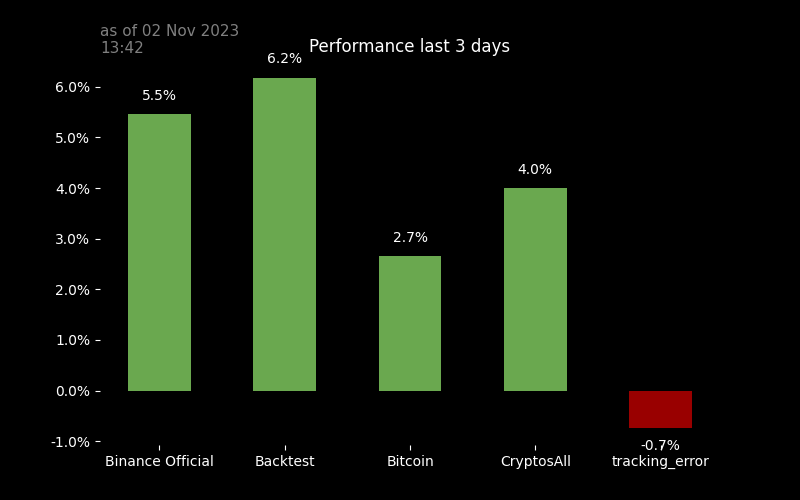 as of 02 Nov 2023
13:42
Performance last 3 days
6.2%
6.0%
5.5%
5.0%
4.0%
4.0%
3.0%
2.7%
2.0%
1.0%
0.0%
-1.0%
-0.7%
Binance Official
Backtest
Bitcoin
CryptosAll
tracking_error